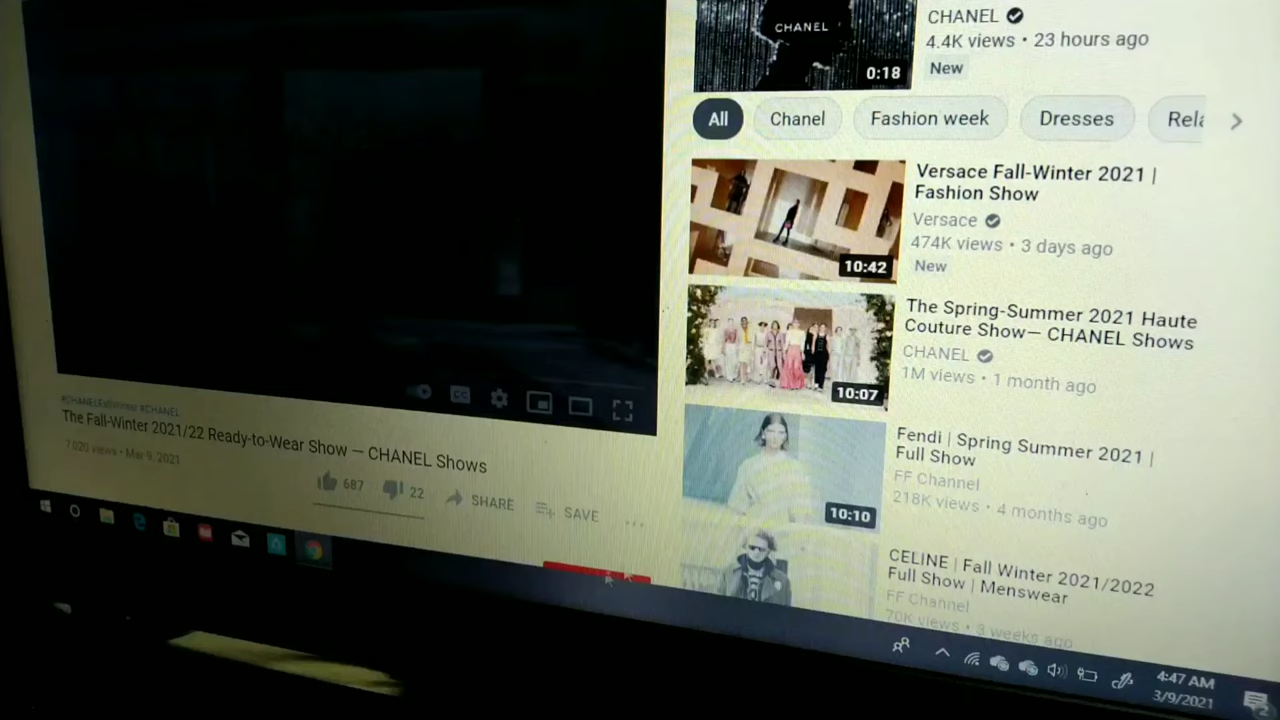 CHANEL
0:18
CHANEL
4.4K views • 23 hours ago
New
All
Chanel
Fashion week
Dresses
Rela
10:42
Versace Fall-Winter 2021 |
Fashion Show
Versace
474K views • 3 days ago
New
10:07
The Spring-Summer 2021 Haute
Couture Show— CHANEL Shows
CHANEL
1M views • 1 month ago
10:10
Fendi | Spring Summer 2021 |
Full Show
FF Channel
218K views • 4 months ago
CELINE | Fall Winter 2021/2022
Full Show | Menswear
FF Channel
70K views • 3 weeks ago
CC
#CHANELFallWinter #CHANEL
The Fall-Winter 2021/22 Ready-to-Wear Show — CHANEL Shows
7,020 views • Mar 9, 2021
687
22
SHARE
SAVE
4:47 AM
3/9/2021
2